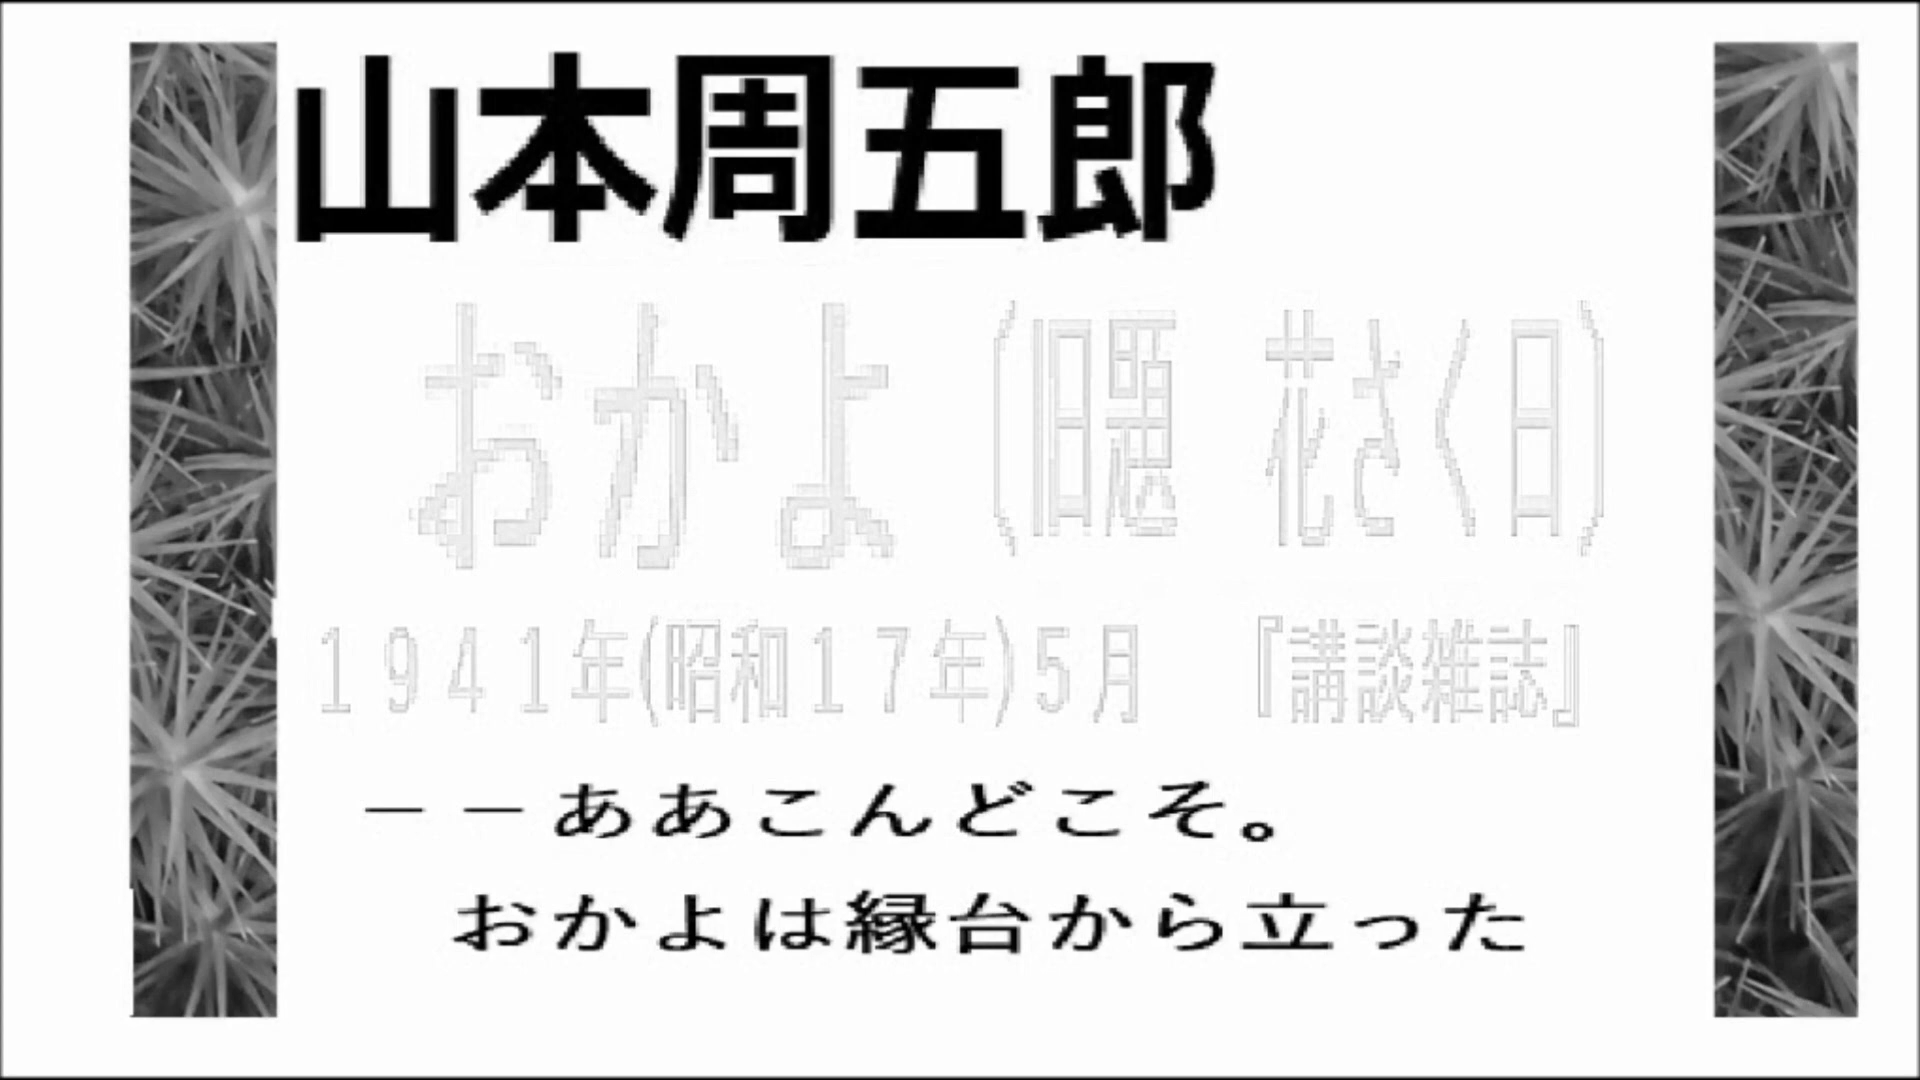 山本周五郎
おかよ (旧題　花さく日)
１９４１年(昭和１７年)５月　『講談雑誌』
－－ああこんどこそ。
おかよは縁台から立った